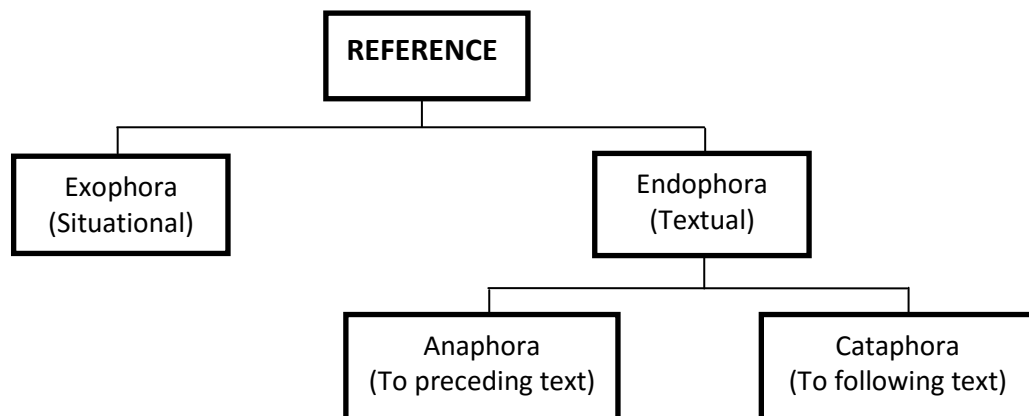 REFERENCE
Exophora
(Situational)
Endophora
(Textual)
Anaphora
(To preceding text)
Cataphora
(To following text)